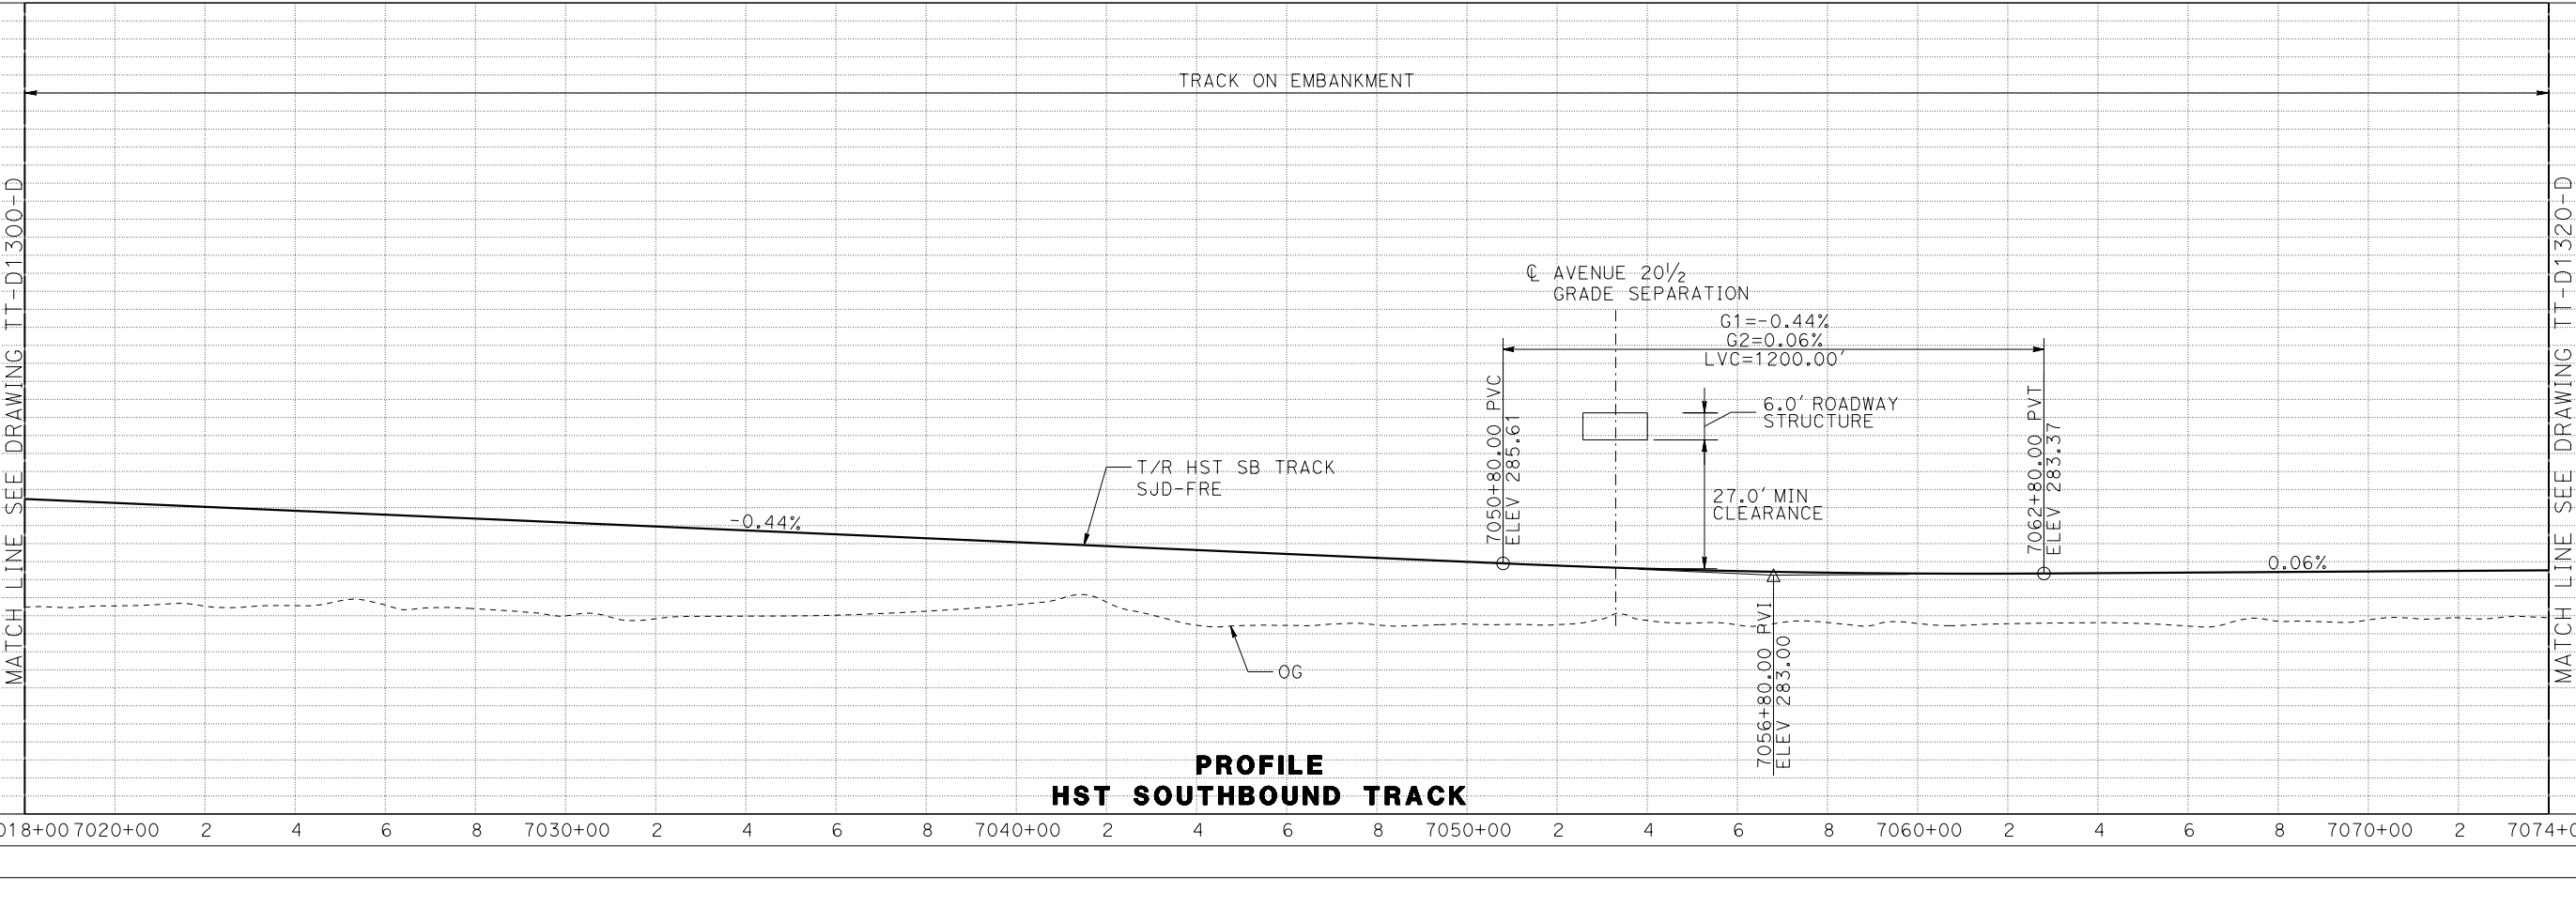 TRACK ON EMBANKMENT
MATCH LINE SEE DRAWING TT-D1300-D
MATCH LINE SEE DRAWING TT-D1320-D
℄ AVENUE 20½
GRADE SEPARATION
G1=-0.44%
G2=0.06%
LVC=1200.00'
7050+80.00 PVC
ELEV 285.61
6.0' ROADWAY
STRUCTURE
7062+80.00 PVT
ELEV 283.37
T/R HST SB TRACK
SJD-FRE
27.0' MIN
CLEARANCE
-0.44%
0.06%
7056+80.00 PVI
ELEV 283.00
OG
PROFILE
HST SOUTHBOUND TRACK
018+00 7020+00 2 4 6 8 7030+00 2 4 6 8 7040+00 2 4 6 8 7050+00 2 4 6 8 7060+00 2 4 6 8 7070+00 2 7074+0